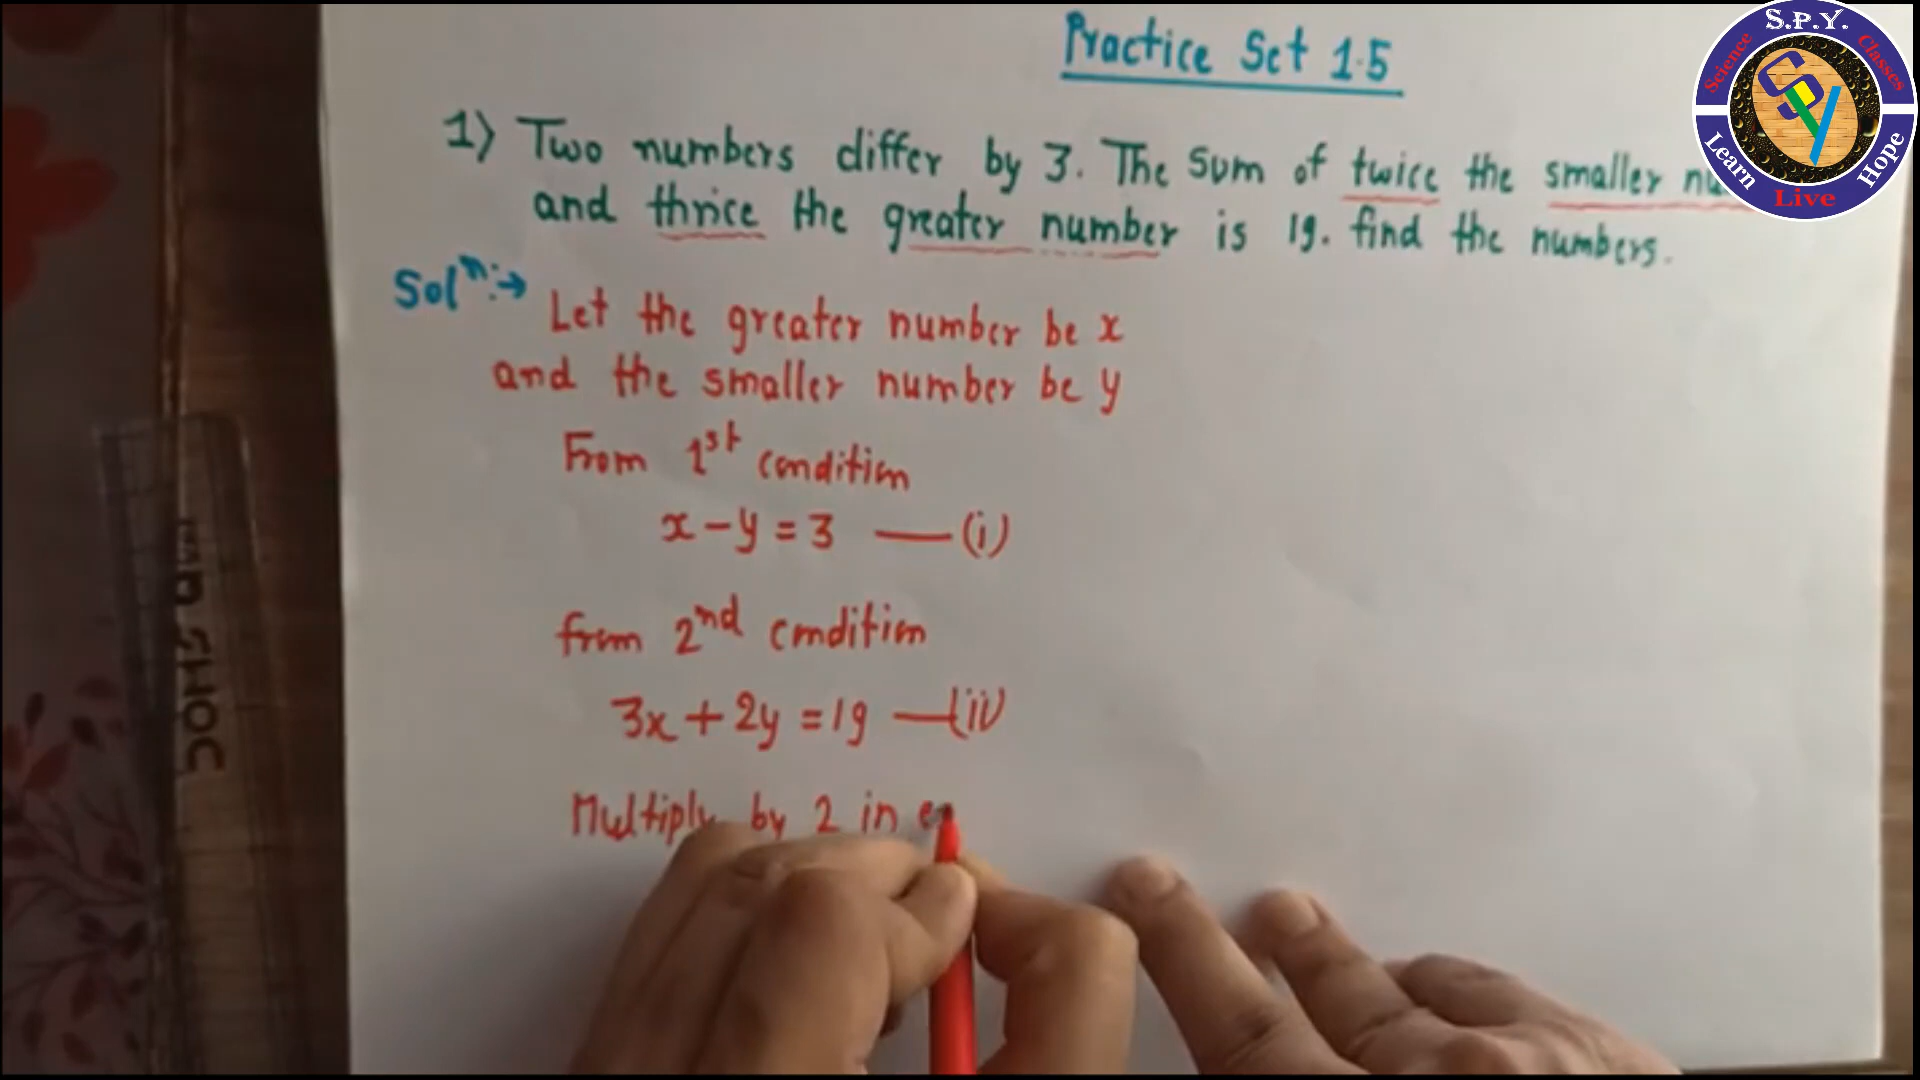 Practice Set 1.5
1) Two numbers differ by 3. The Sum of twice the smaller
and thrice the greater number is 19. find the numbers.
Solⁿ:→
Let the greater number be x
and the smaller number be y
From 1st condition
x - y = 3 —— (i)
from 2nd condition
3x + 2y = 19 —— (ii)
Multiply by 2 in
S.P.Y.
Science
Classes
SPY
Learn
Live
Hope